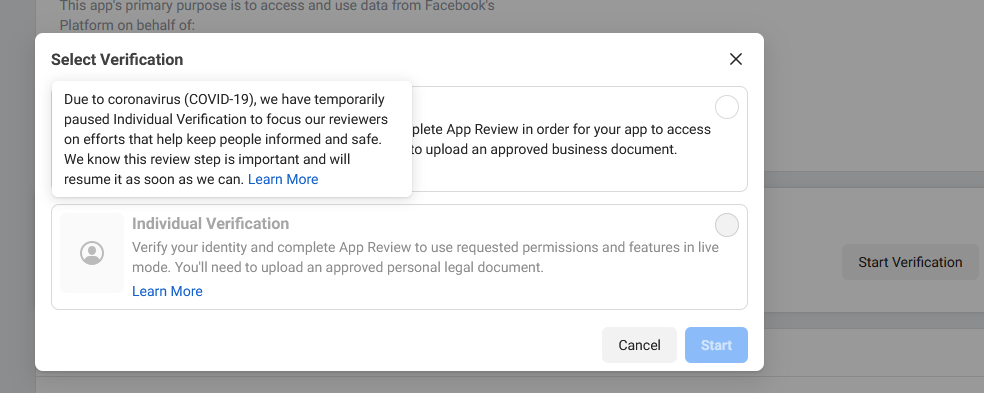 This app's primary purpose is to access and use data from Facebook's
Platform on behalf of:
Select Verification
Due to coronavirus (COVID-19), we have temporarily
paused Individual Verification to focus our reviewers
on efforts that help keep people informed and safe.
We know this review step is important and will
resume it as soon as we can. Learn More
App Review in order for your app to access
to upload an approved business document.
Individual Verification
Verify your identity and complete App Review to use requested permissions and features in live
mode. You'll need to upload an approved personal legal document.
Learn More
Start Verification
Cancel
Start